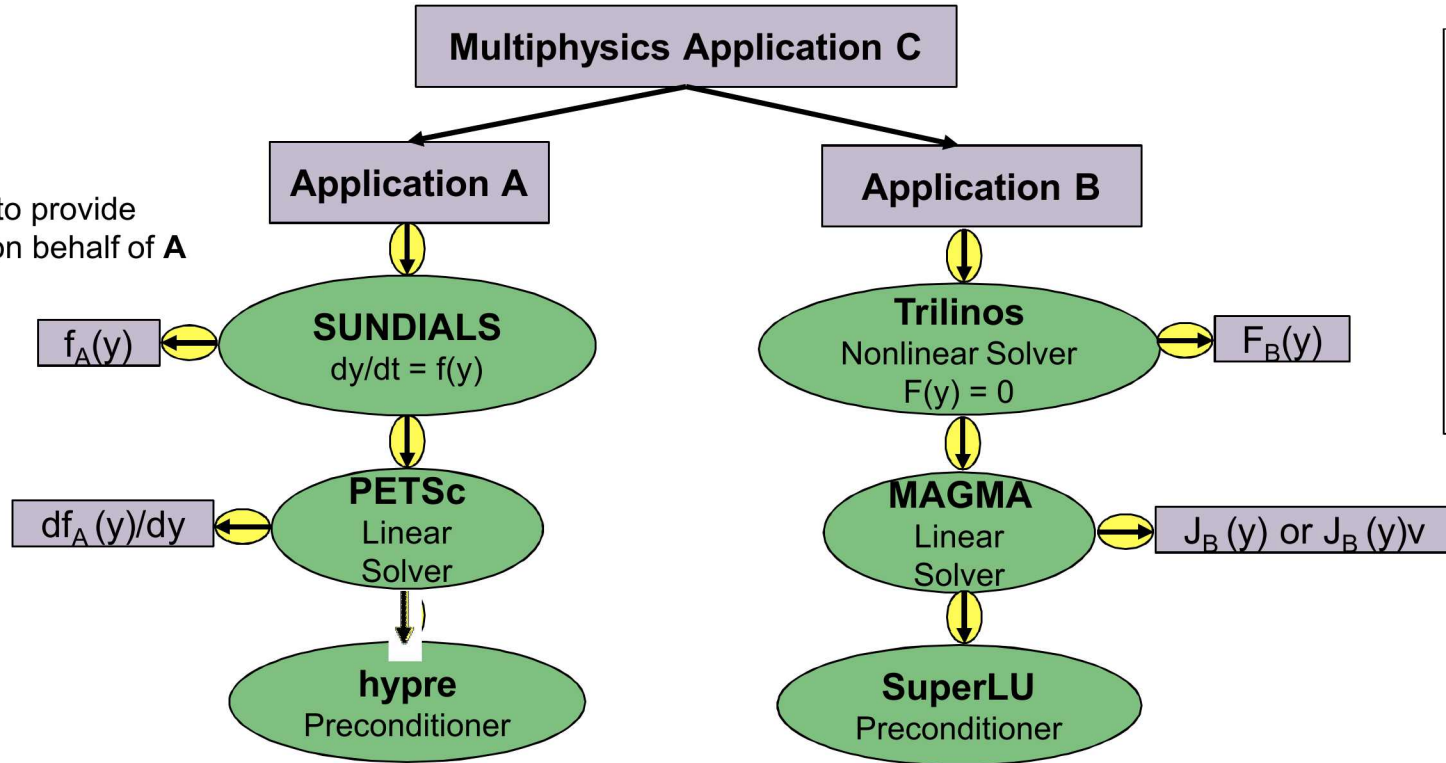 Multiphysics Application C
Application A
Application B
to provide
on behalf of A
SUNDIALS
dy/dt = f(y)
f_A(y)
Trilinos
Nonlinear Solver
F(y) = 0
F_B(y)
PETSc
Linear
Solver
df_A (y)/dy
MAGMA
Linear
Solver
J_B (y) or J_B (y)v
hypre
Preconditioner
SuperLU
Preconditioner